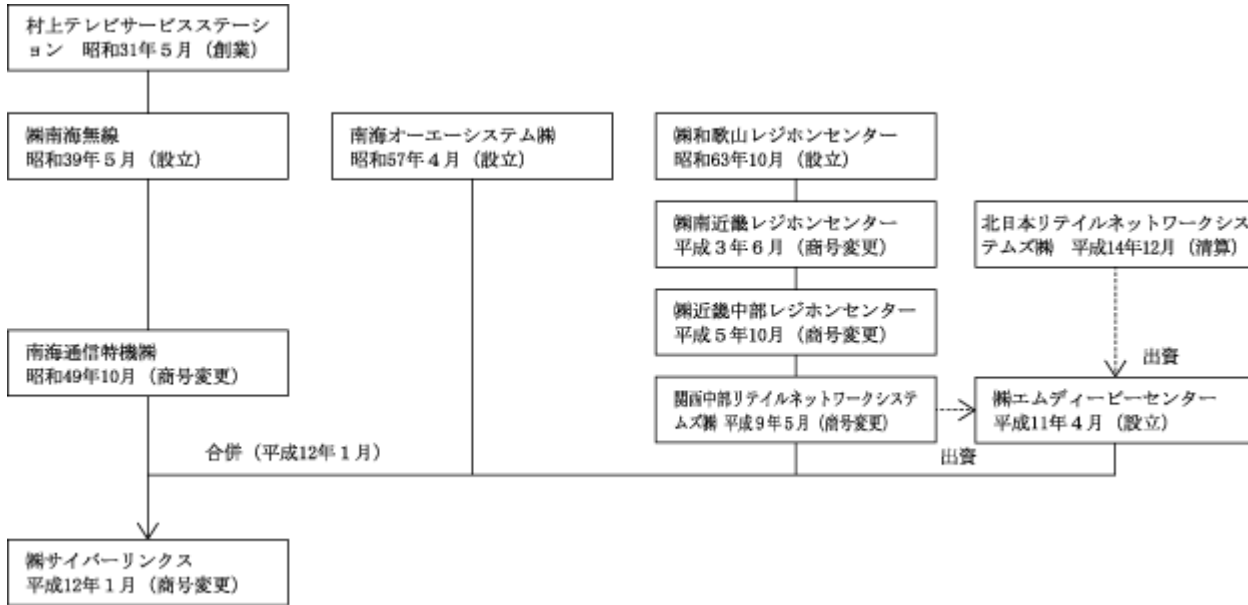 村上テレビサービスステーシ
ョン　昭和31年５月（創業）
㈱南海無線
昭和39年５月（設立）
南海オーエーシステム㈱
昭和57年４月（設立）
㈱和歌山レジホンセンター
昭和63年10月（設立）
㈱南近畿レジホンセンター
平成３年６月（商号変更）
北日本リテイルネットワークシス
テムズ㈱　平成14年12月（清算）
㈱近畿中部レジホンセンター
平成５年10月（商号変更）
南海通信特機㈱
昭和49年10月（商号変更）
出資
関西中部リテイルネットワークシステ
ムズ㈱ 平成９年５月（商号変更）
㈱エムディービーセンター
平成11年４月（設立）
合併（平成12年１月）
出資
㈱サイバーリンクス
平成12年１月（商号変更）